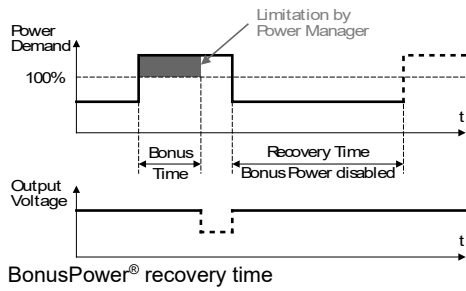 Limitation by
Power Manager
Power
Demand
100%
t
Bonus
Time
Recovery Time
Bonus Power disabled
Output
Voltage
t
BonusPower® recovery time